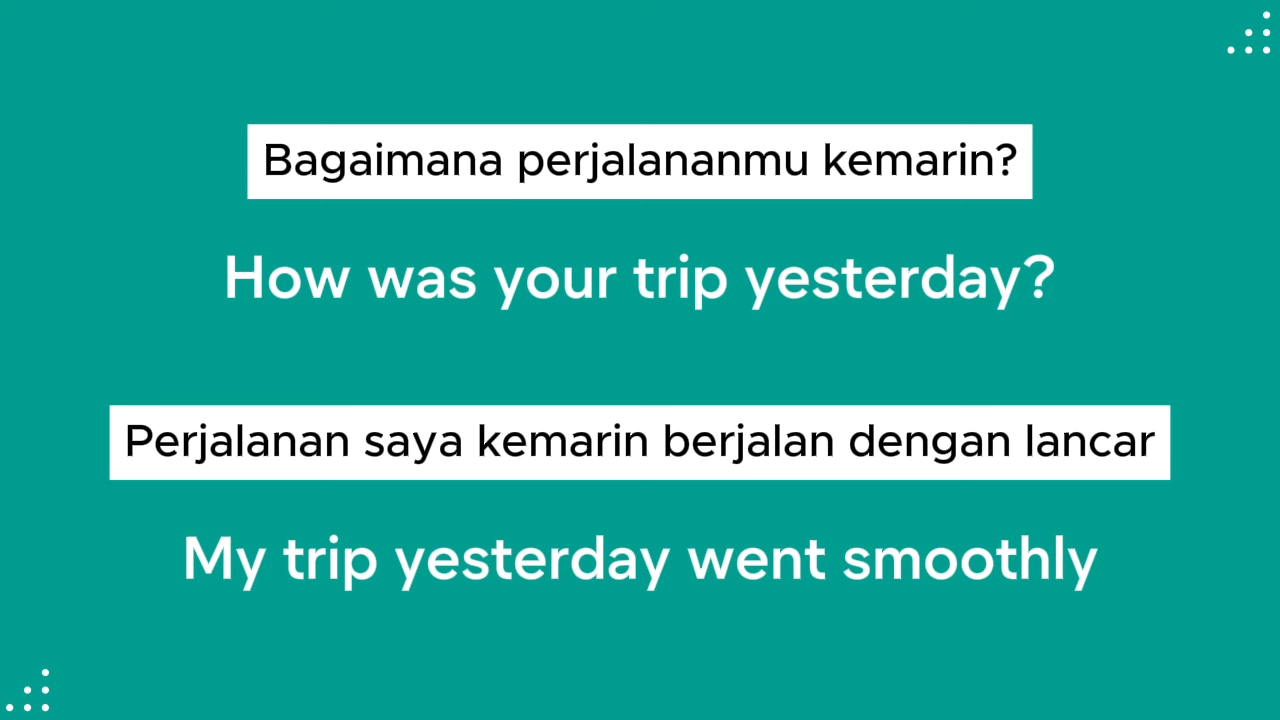 Bagaimana perjalananmu kemarin?
How was your trip yesterday?
Perjalanan saya kemarin berjalan dengan lancar
My trip yesterday went smoothly